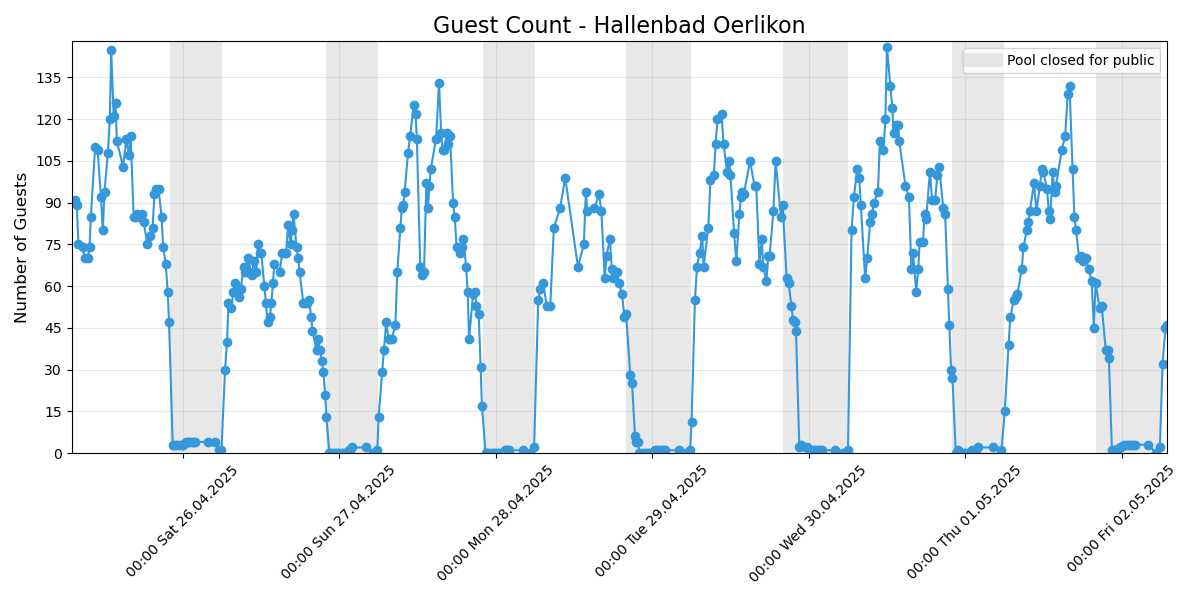 Guest Count - Hallenbad Oerlikon
Pool closed for public
Number of Guests
135
120
105
90
75
60
45
30
15
0
00:00 Sat 26.04.2025
00:00 Sun 27.04.2025
00:00 Mon 28.04.2025
00:00 Tue 29.04.2025
00:00 Wed 30.04.2025
00:00 Thu 01.05.2025
00:00 Fri 02.05.2025